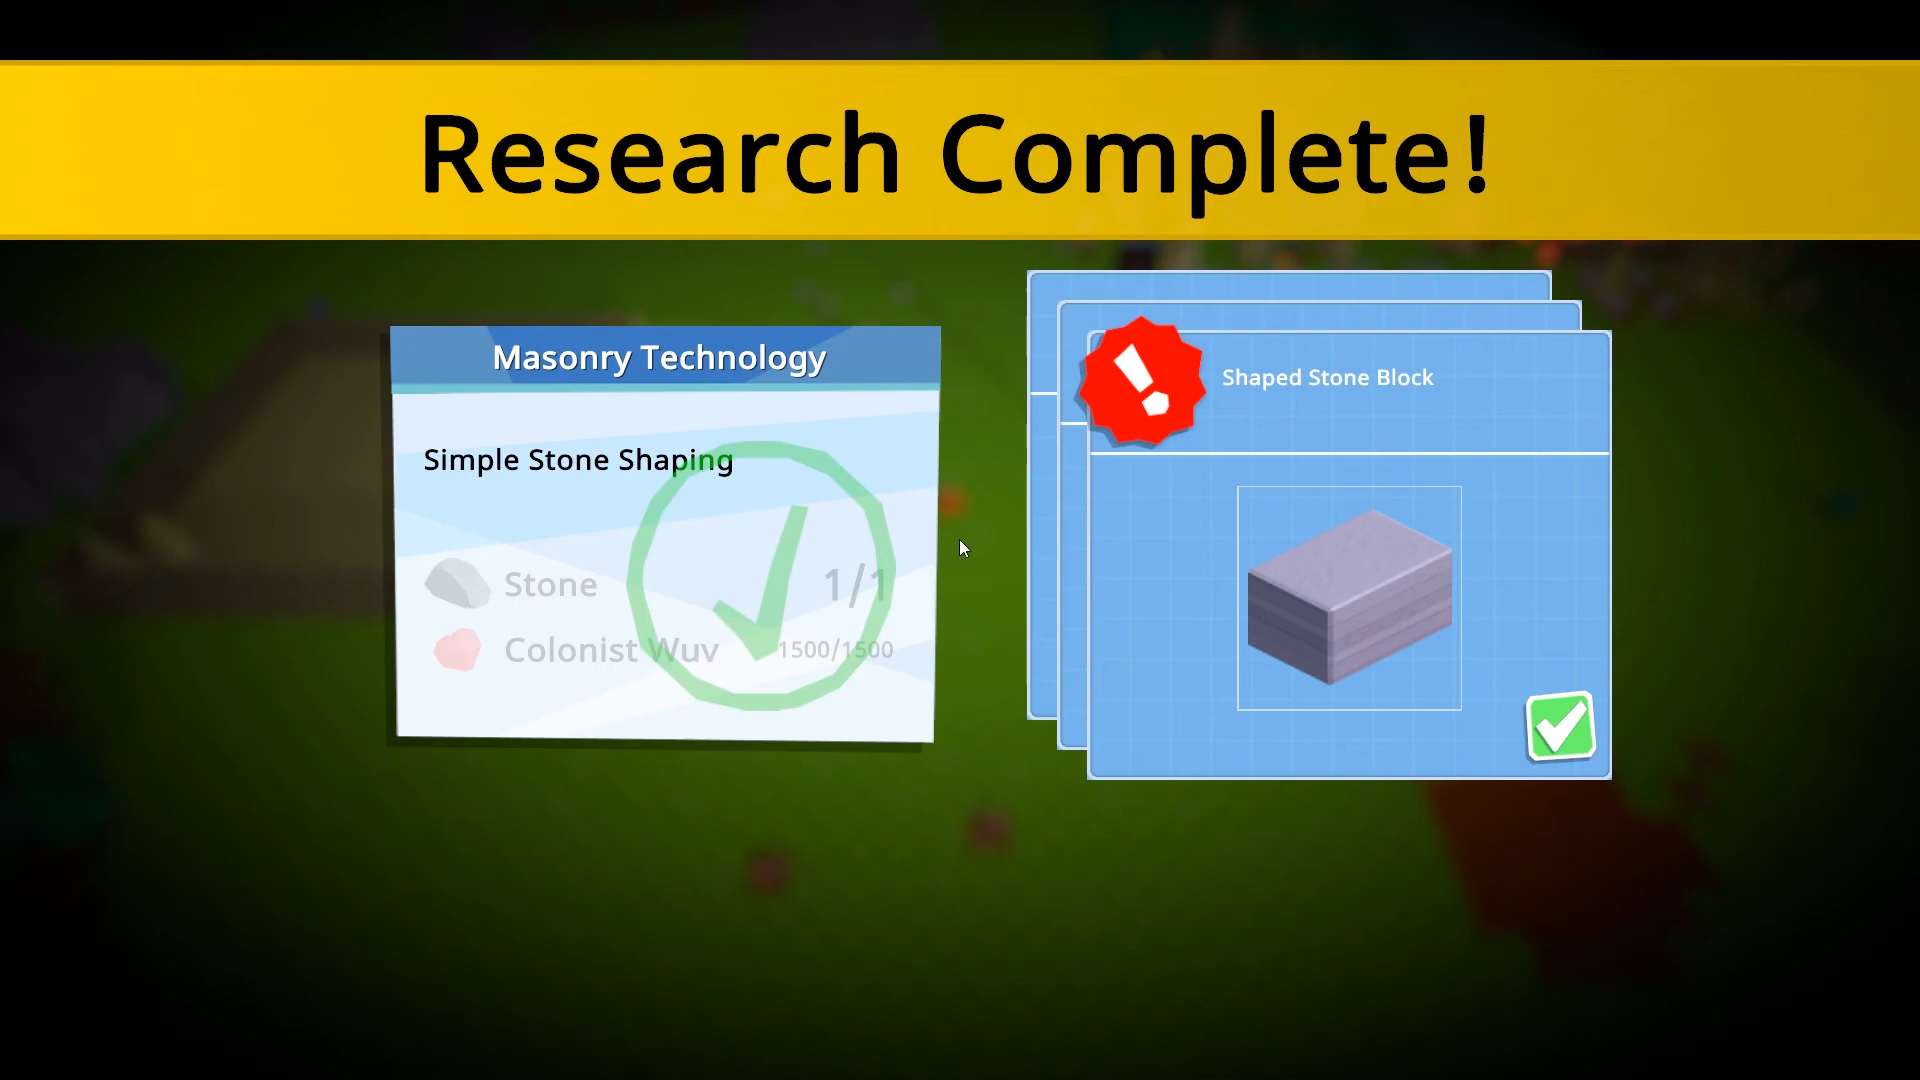 Research Complete!
Masonry Technology
Simple Stone Shaping
Stone 1/1
Colonist Wuv 1500/1500
Shaped Stone Block